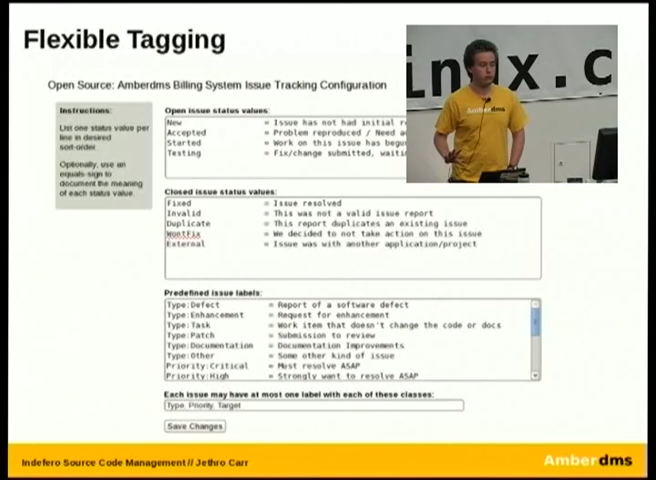 Flexible Tagging
Open Source: Amberdms Billing System Issue Tracking Configuration
Instructions:
List one status value per
line in desired
sort-order.
Optionally, use an
equals-sign to
document the meaning
of each status value.
Open issue status values:
New = Issue has not had initial
Accepted = Problem reproduced / Need
Started = Work on this issue has
Testing = Fix/change submitted,
Closed issue status values:
Fixed = Issue resolved
Invalid = This was not a valid issue report
Duplicate = This report duplicates an existing issue
WontFix = We decided to not take action on this issue
External = Issue was with another application/project
Predefined issue labels:
Type:Defect = Report of a software defect
Type:Enhancement = Request for enhancement
Type:Task = Work item that doesn't change the code or docs
Type:Patch = Submission to review
Type:Documentation = Documentation Improvements
Type:Other = Some other kind of issue
Priority:Critical = Must resolve ASAP
Priority:High = Strongly want to resolve ASAP
Each issue may have at most one label with each of these classes:
Type, Priority, Target
Save Changes
inux.c
Amberdms
Indefero Source Code Management // Jethro Carr
Amberdms